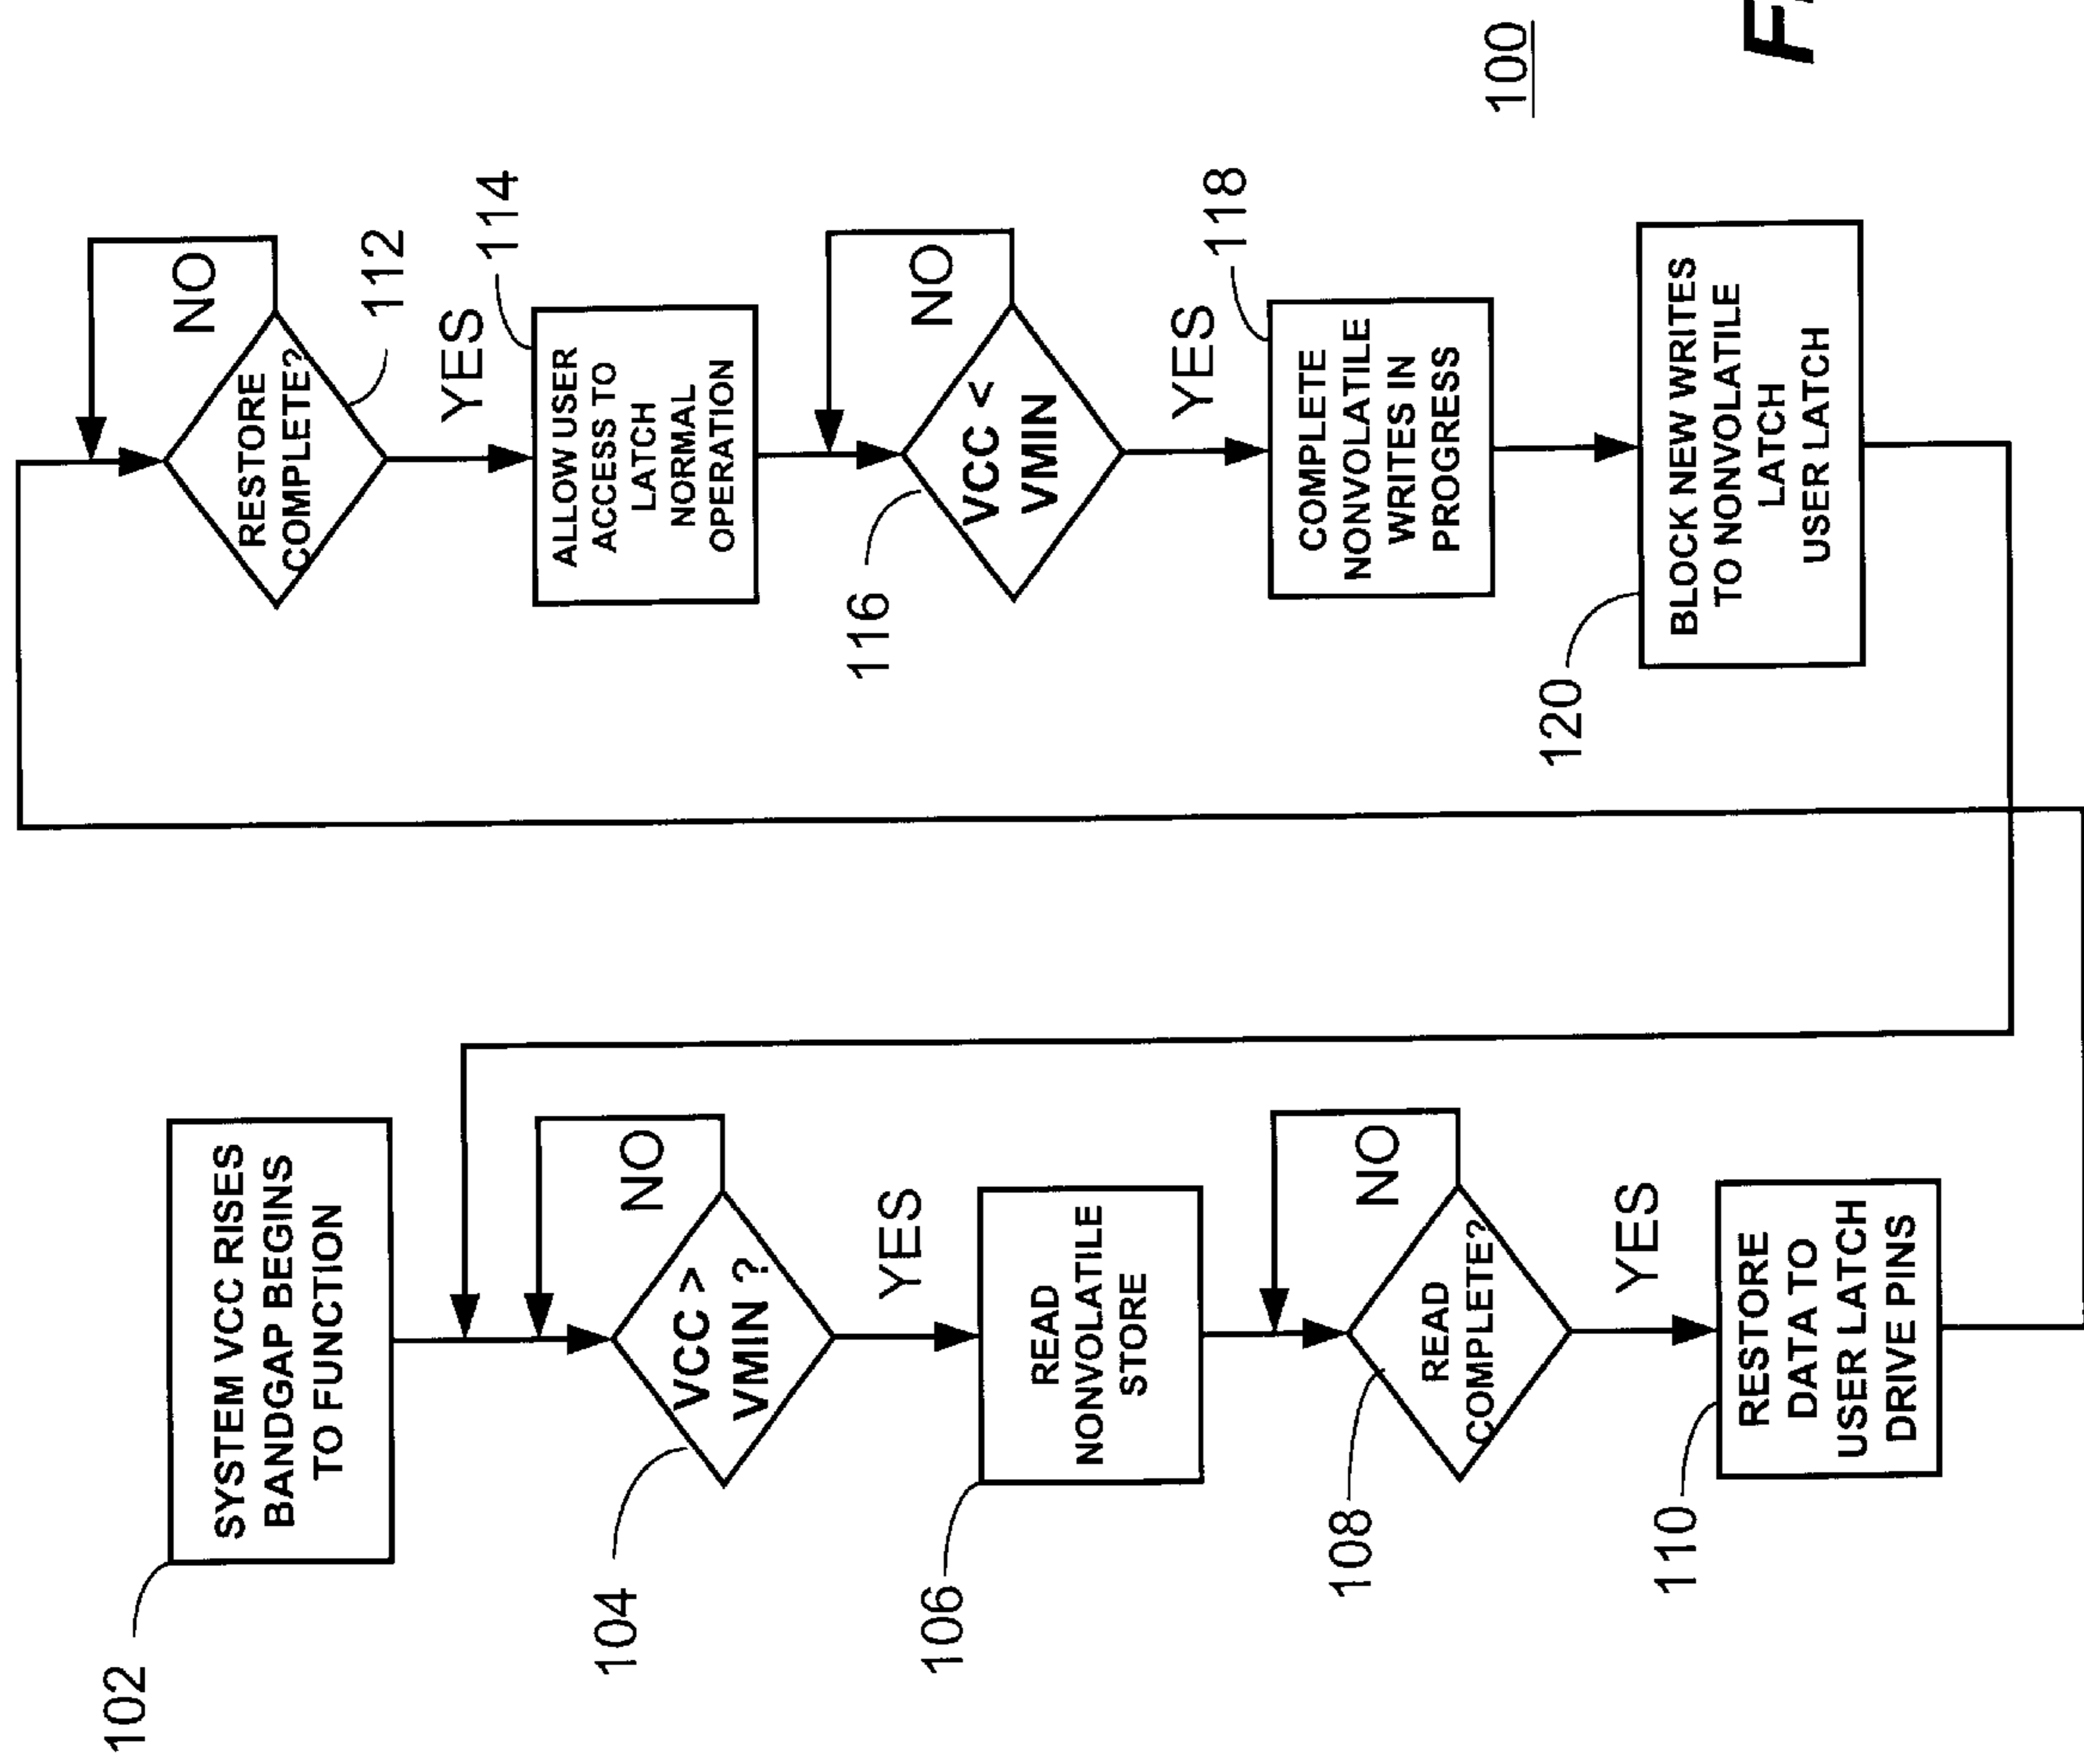 102
SYSTEM VCC RISES
BANDGAP BEGINS
TO FUNCTION
104
VCC >
VMIN ?
NO
YES
106
READ
NONVOLATILE
STORE
108
READ
COMPLETE?
NO
YES
110
RESTORE
DATA TO
USER LATCH
DRIVE PINS
RESTORE
COMPLETE?
NO
112
YES
114
ALLOW USER
ACCESS TO
LATCH
NORMAL
OPERATION
116
VCC <
VMIN
NO
YES
118
COMPLETE
NONVOLATILE
WRITES IN
PROGRESS
120
BLOCK NEW WRITES
TO NONVOLATILE
LATCH
USER LATCH
100